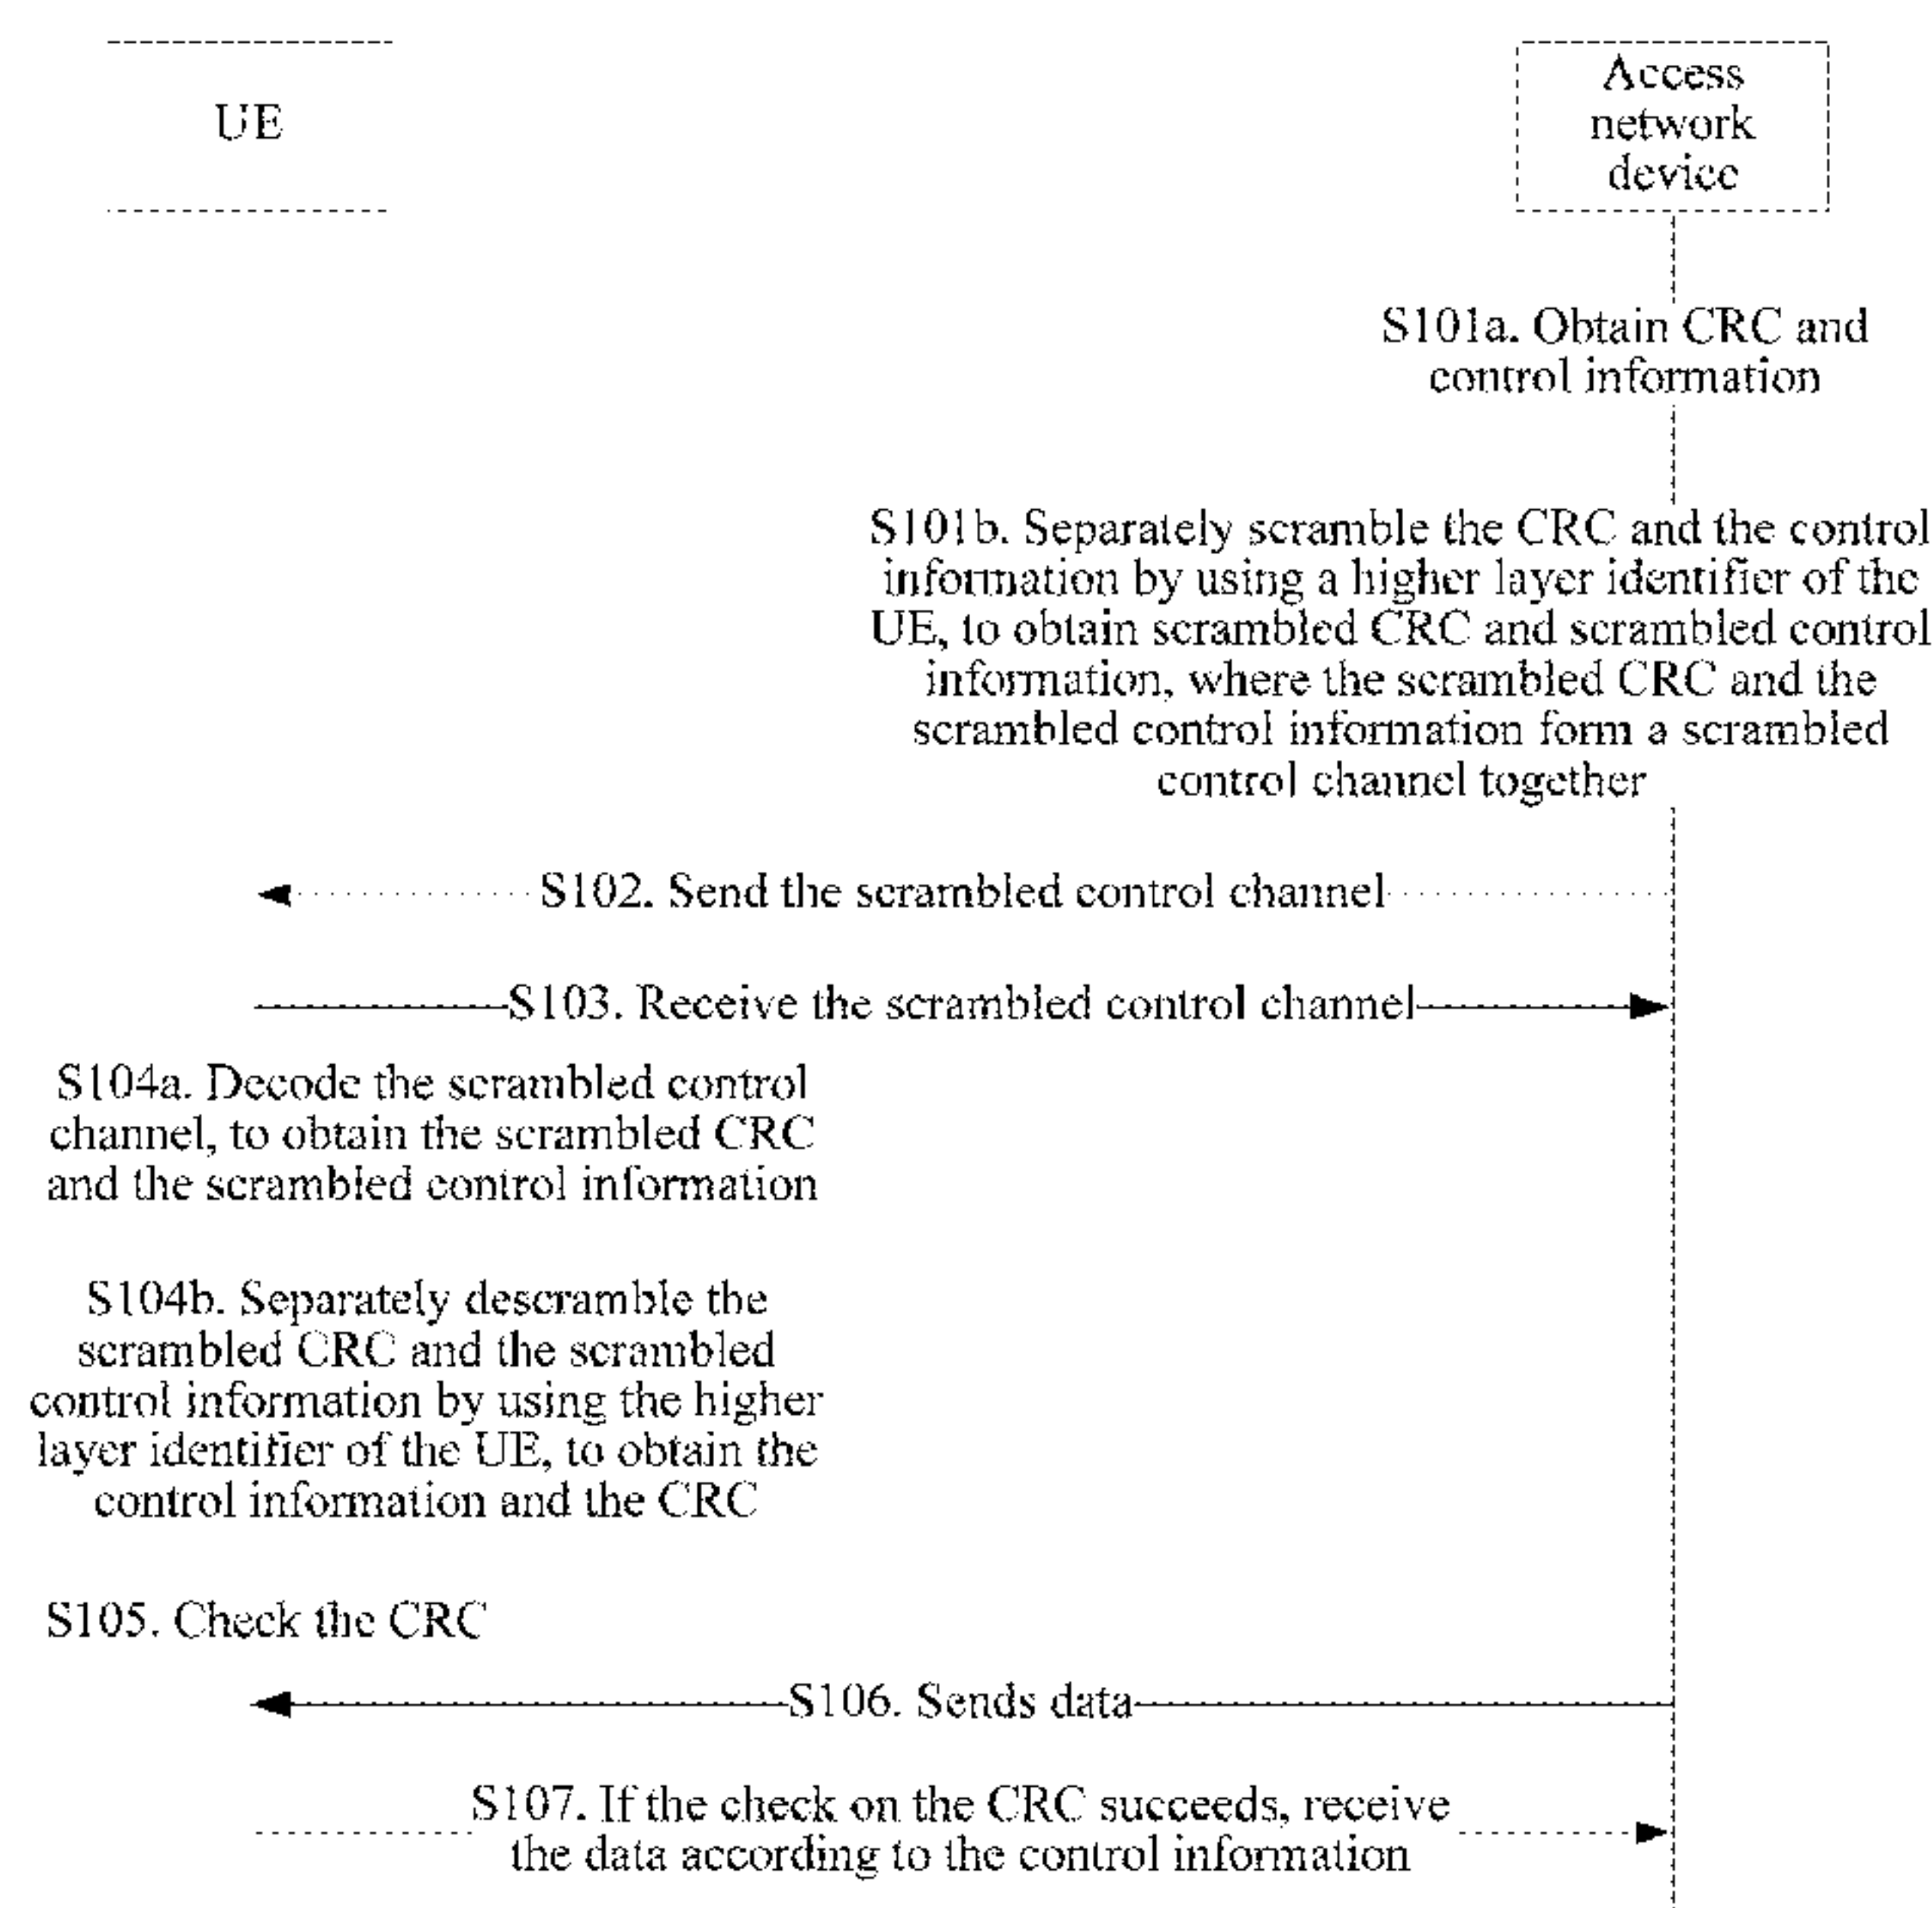 UE
Access
network
device
S101a. Obtain CRC and
control information
S101b. Separately scramble the CRC and the control
information by using a higher layer identifier of the
UE, to obtain scrambled CRC and scrambled control
information, where the scrambled CRC and the
scrambled control information form a scrambled
control channel together
S102. Send the scrambled control channel
S103. Receive the scrambled control channel
S104a. Decode the scrambled control
channel, to obtain the scrambled CRC
and the scrambled control information
S104b. Separately descramble the
scrambled CRC and the scrambled
control information by using the higher
layer identifier of the UE, to obtain the
control information and the CRC
S105. Check the CRC
S106. Sends data
S107. If the check on the CRC succeeds, receive
the data according to the control information